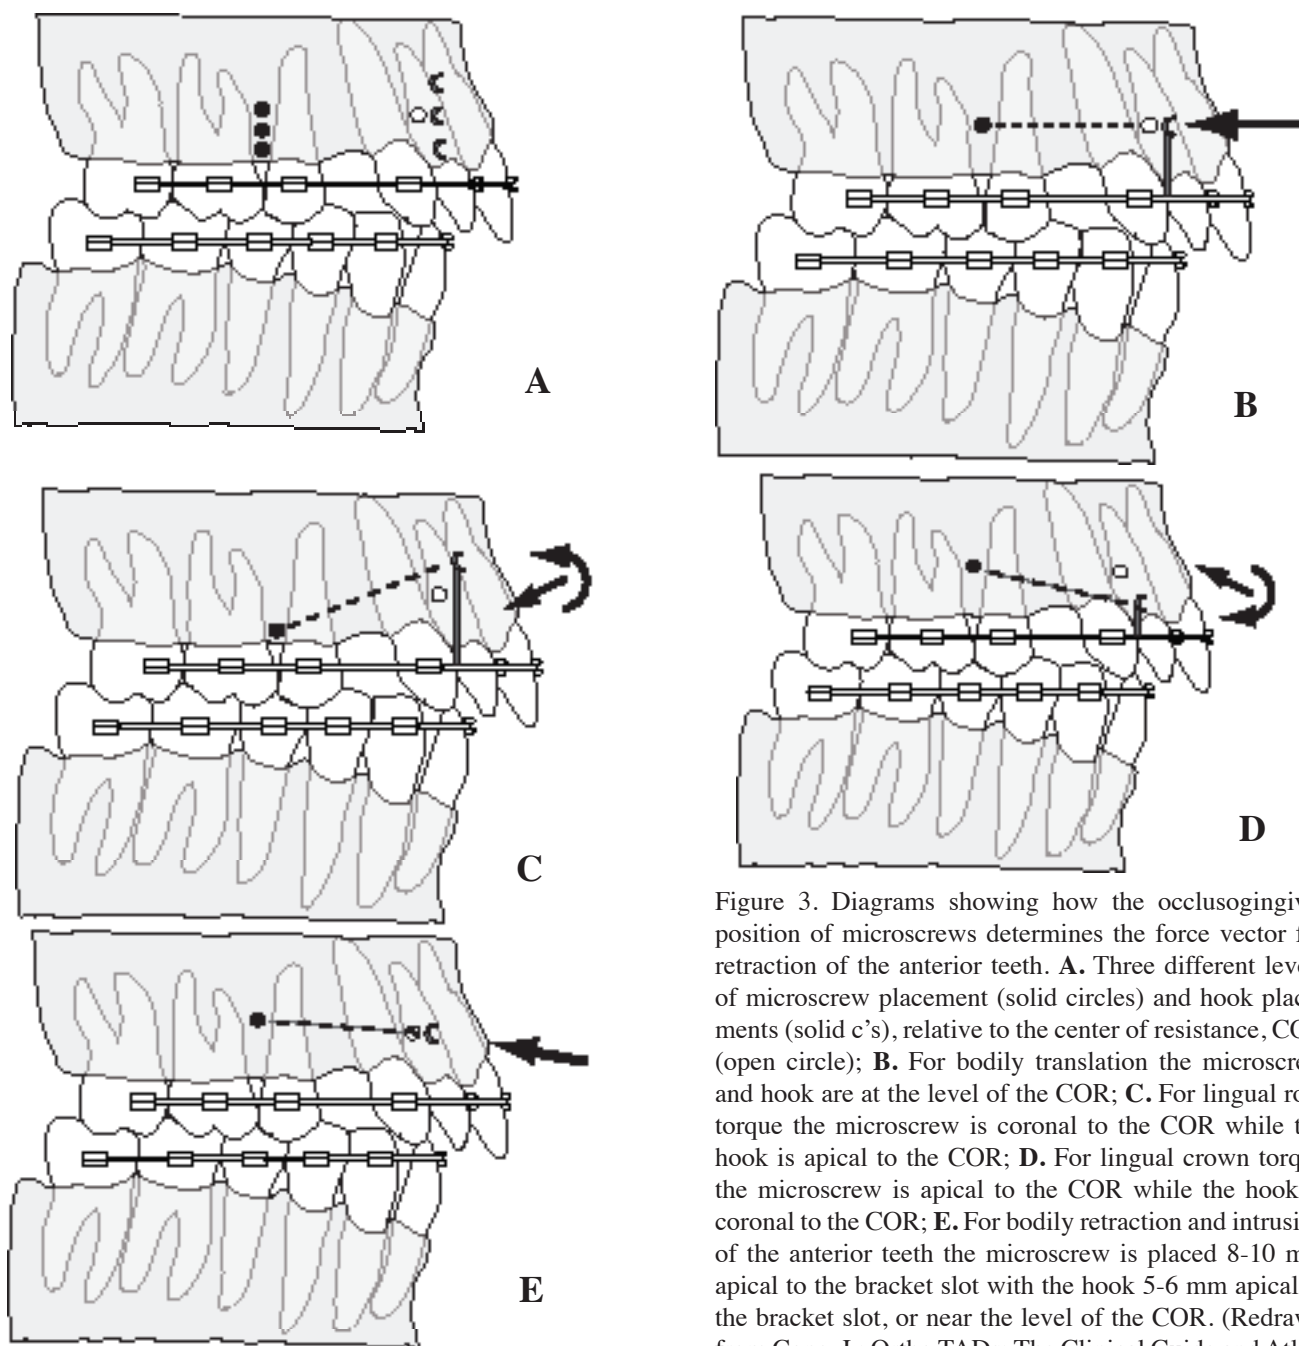 A
B
C
D
E
Figure 3. Diagrams showing how the occlusogingiv
position of microscrews determines the force vector f
retraction of the anterior teeth. A. Three different leve
of microscrew placement (solid circles) and hook plac
ments (solid c's), relative to the center of resistance, CO
(open circle); B. For bodily translation the microscre
and hook are at the level of the COR; C. For lingual ro
torque the microscrew is coronal to the COR while t
hook is apical to the COR; D. For lingual crown torq
the microscrew is apical to the COR while the hook
coronal to the COR; E. For bodily retraction and intrusi
of the anterior teeth the microscrew is placed 8-10 m
apical to the bracket slot with the hook 5-6 mm apical
the bracket slot, or near the level of the COR. (Redraw